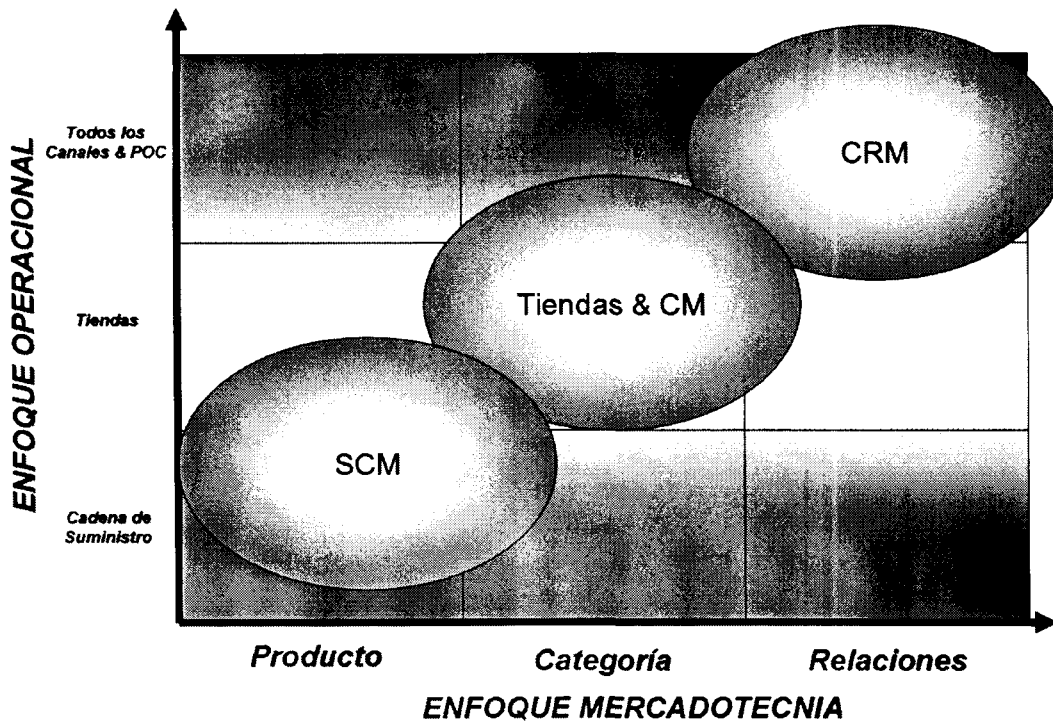 ENFOQUE OPERACIONAL
Todos los
Canales & POC
CRM
Tiendas
Tiendas & CM
SCM
Cadena de
Suministro
Producto
Categoría
Relaciones
ENFOQUE MERCADOTECNIA